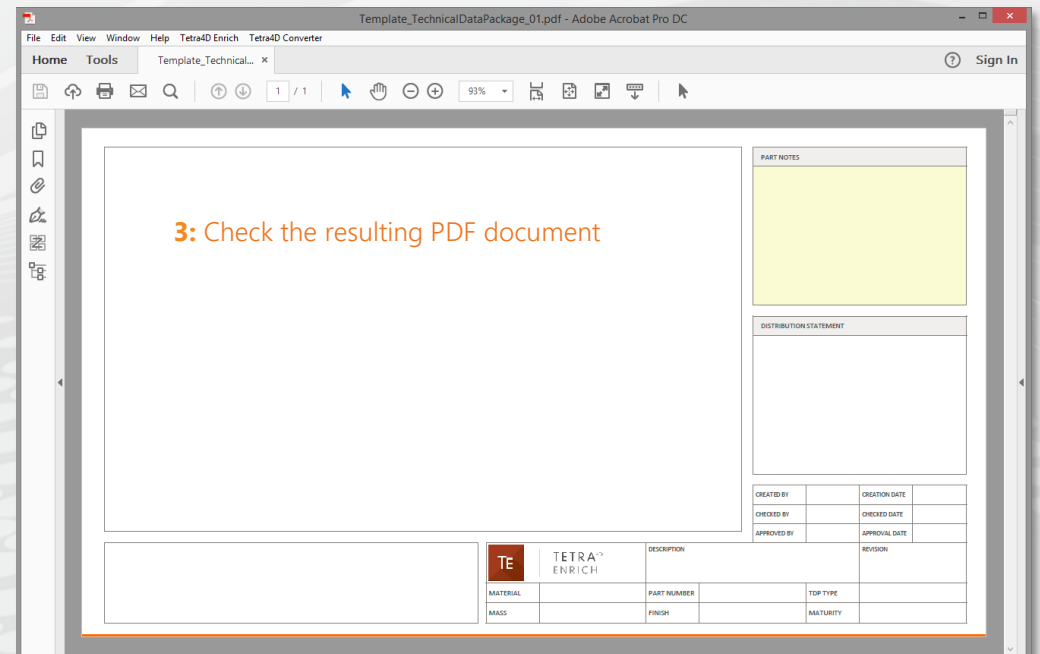 Template_TechnicalDataPackage_01.pdf - Adobe Acrobat Pro DC
File Edit View Window Help Tetra4D Enrich Tetra4D Converter
Home Tools Template_Technical... × ? Sign In
1 / 1 93%
3: Check the resulting PDF document
PART NOTES
DISTRIBUTION STATEMENT
CREATED BY CREATION DATE
CHECKED BY CHECKED DATE
APPROVED BY APPROVAL DATE
TE TETRA ENRICH DESCRIPTION REVISION
MATERIAL PART NUMBER TDP TYPE
MASS FINISH MATURITY